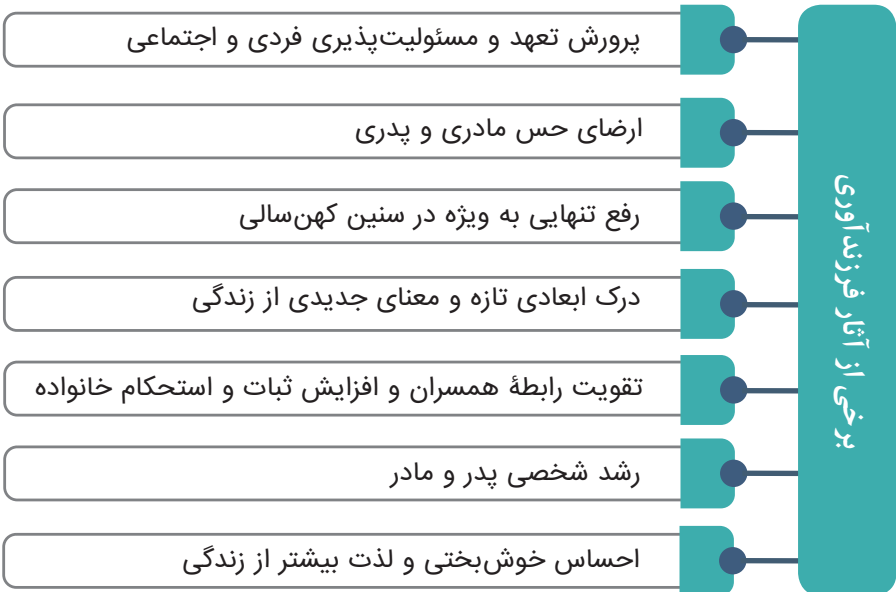 برخی از آثار فرزندآوری
پرورش تعهد و مسئولیت‌پذیری فردی و اجتماعی
ارضای حس مادری و پدری
رفع تنهایی به ویژه در سنین کهن‌سالی
درک ابعادی تازه و معنای جدیدی از زندگی
تقویت رابطهٔ همسران و افزایش ثبات و استحکام خانواده
رشد شخصی پدر و مادر
احساس خوش‌بختی و لذت بیشتر از زندگی